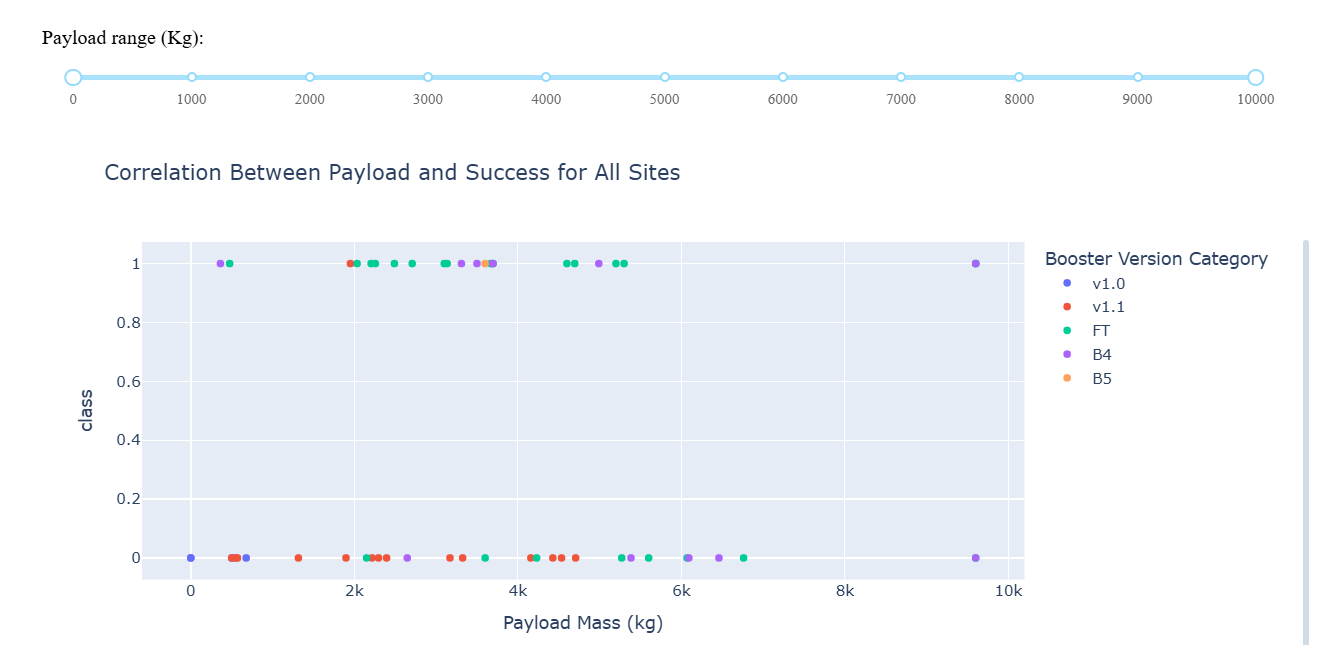 Payload range (Kg):
0 1000 2000 3000 4000 5000 6000 7000 8000 9000 10000
Correlation Between Payload and Success for All Sites
Booster Version Category
v1.0
v1.1
FT
B4
B5
1
0.8
0.6
0.4
0.2
0
class
0 2k 4k 6k 8k 10k
Payload Mass (kg)